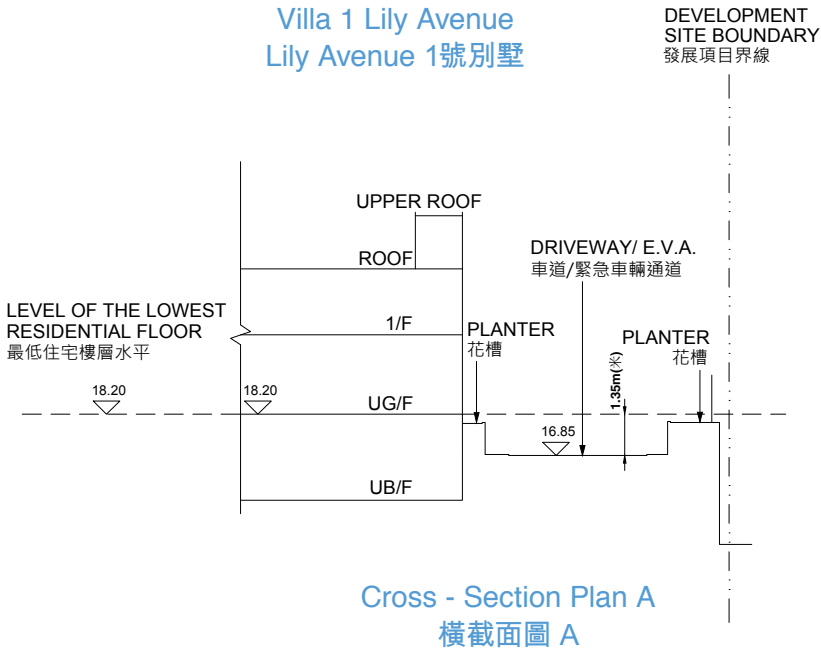 Villa 1 Lily Avenue
Lily Avenue 1號別墅
DEVELOPMENT
SITE BOUNDARY
發展項目界線
UPPER ROOF
ROOF
DRIVEWAY/ E.V.A.
車道/緊急車輛通道
LEVEL OF THE LOWEST
RESIDENTIAL FLOOR
最低住宅樓層水平
1/F
PLANTER
花槽
PLANTER
花槽
1.35m(米)
18.20
18.20
UG/F
16.85
UB/F
Cross - Section Plan A
橫截面圖 A